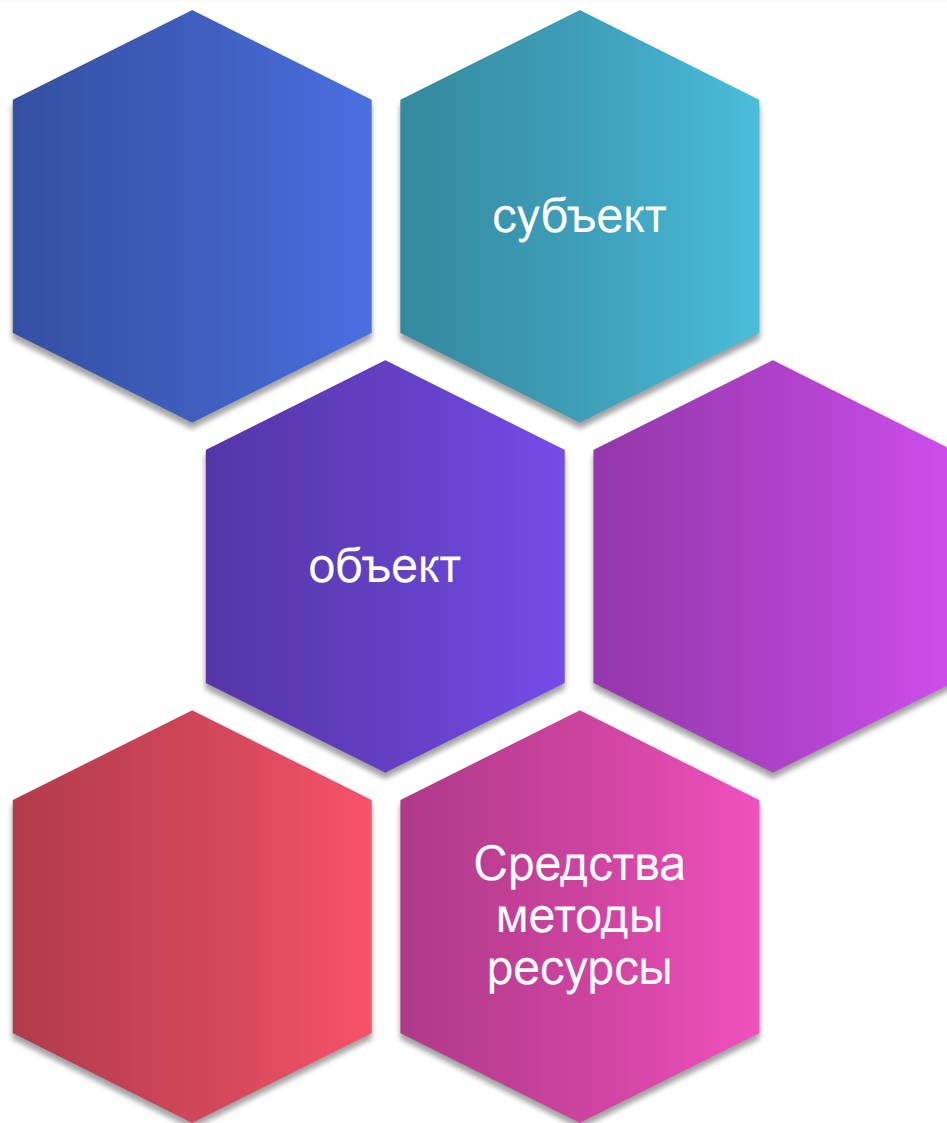 субъект
объект
Средства
методы
ресурсы